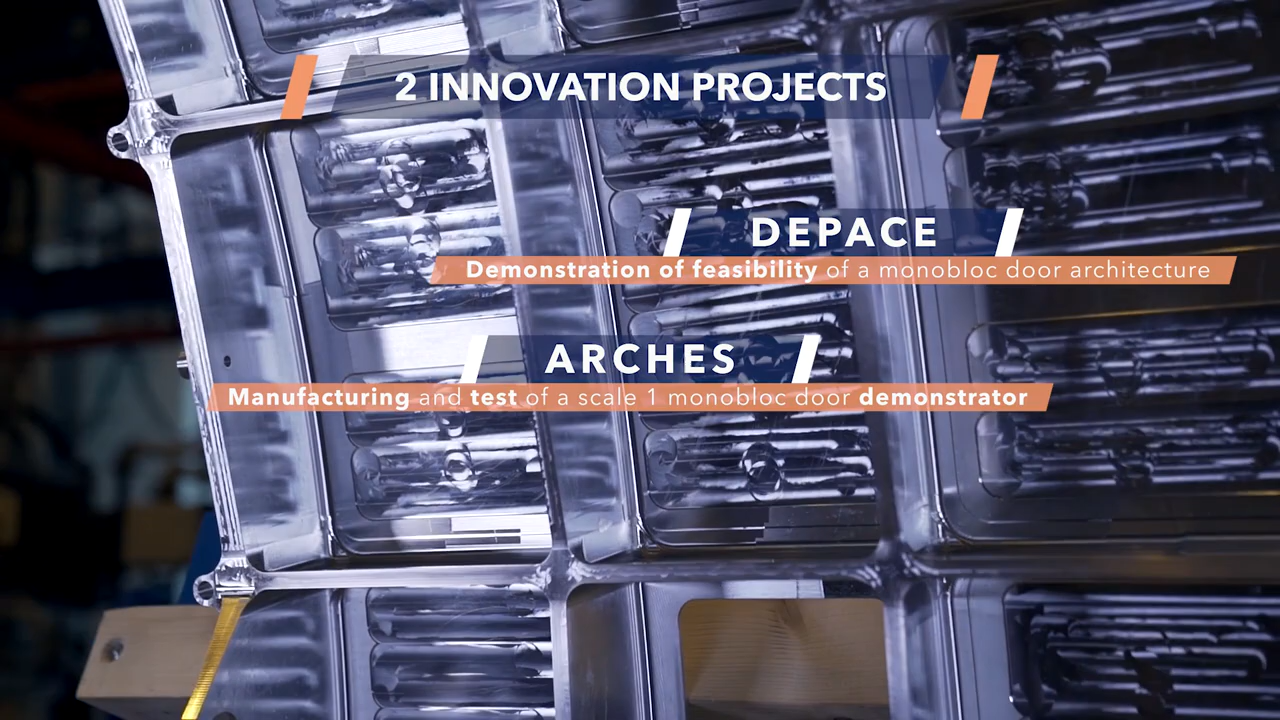 2 INNOVATION PROJECTS
DEPACE
Demonstration of feasibility of a monobloc door architecture
ARCHES
Manufacturing and test of a scale 1 monobloc door demonstrator